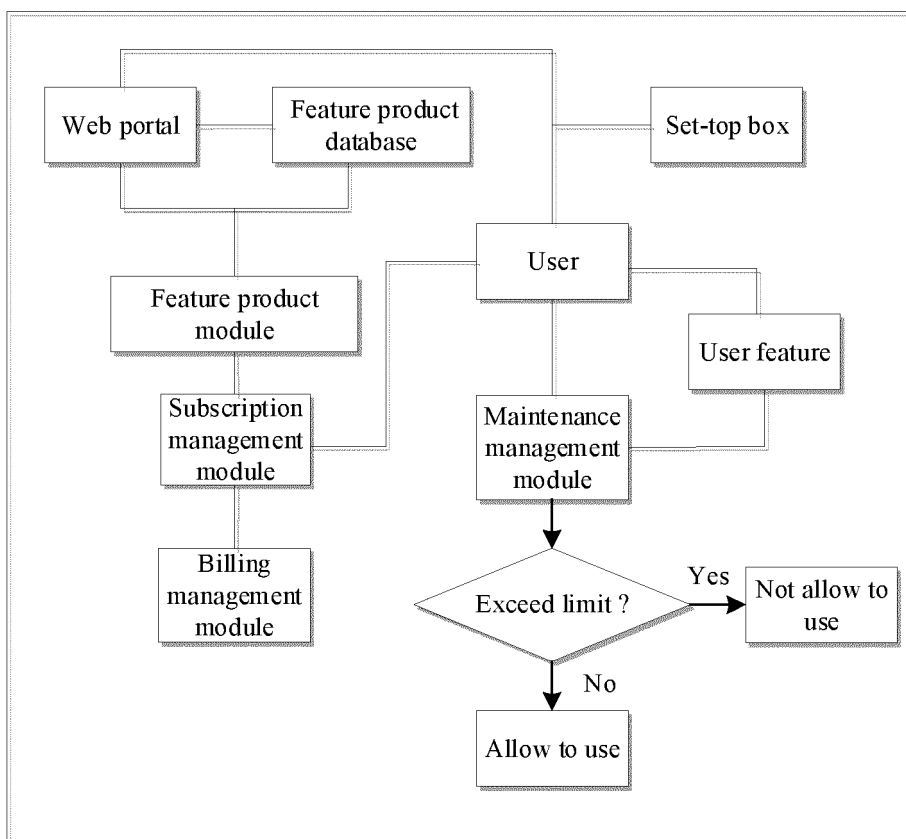 Web portal
Feature product
database
Set-top box
User
Feature product
module
User feature
Subscription
management
module
Maintenance
management
module
Billing
management
module
Exceed limit ?
Yes
Not allow to
use
No
Allow to use